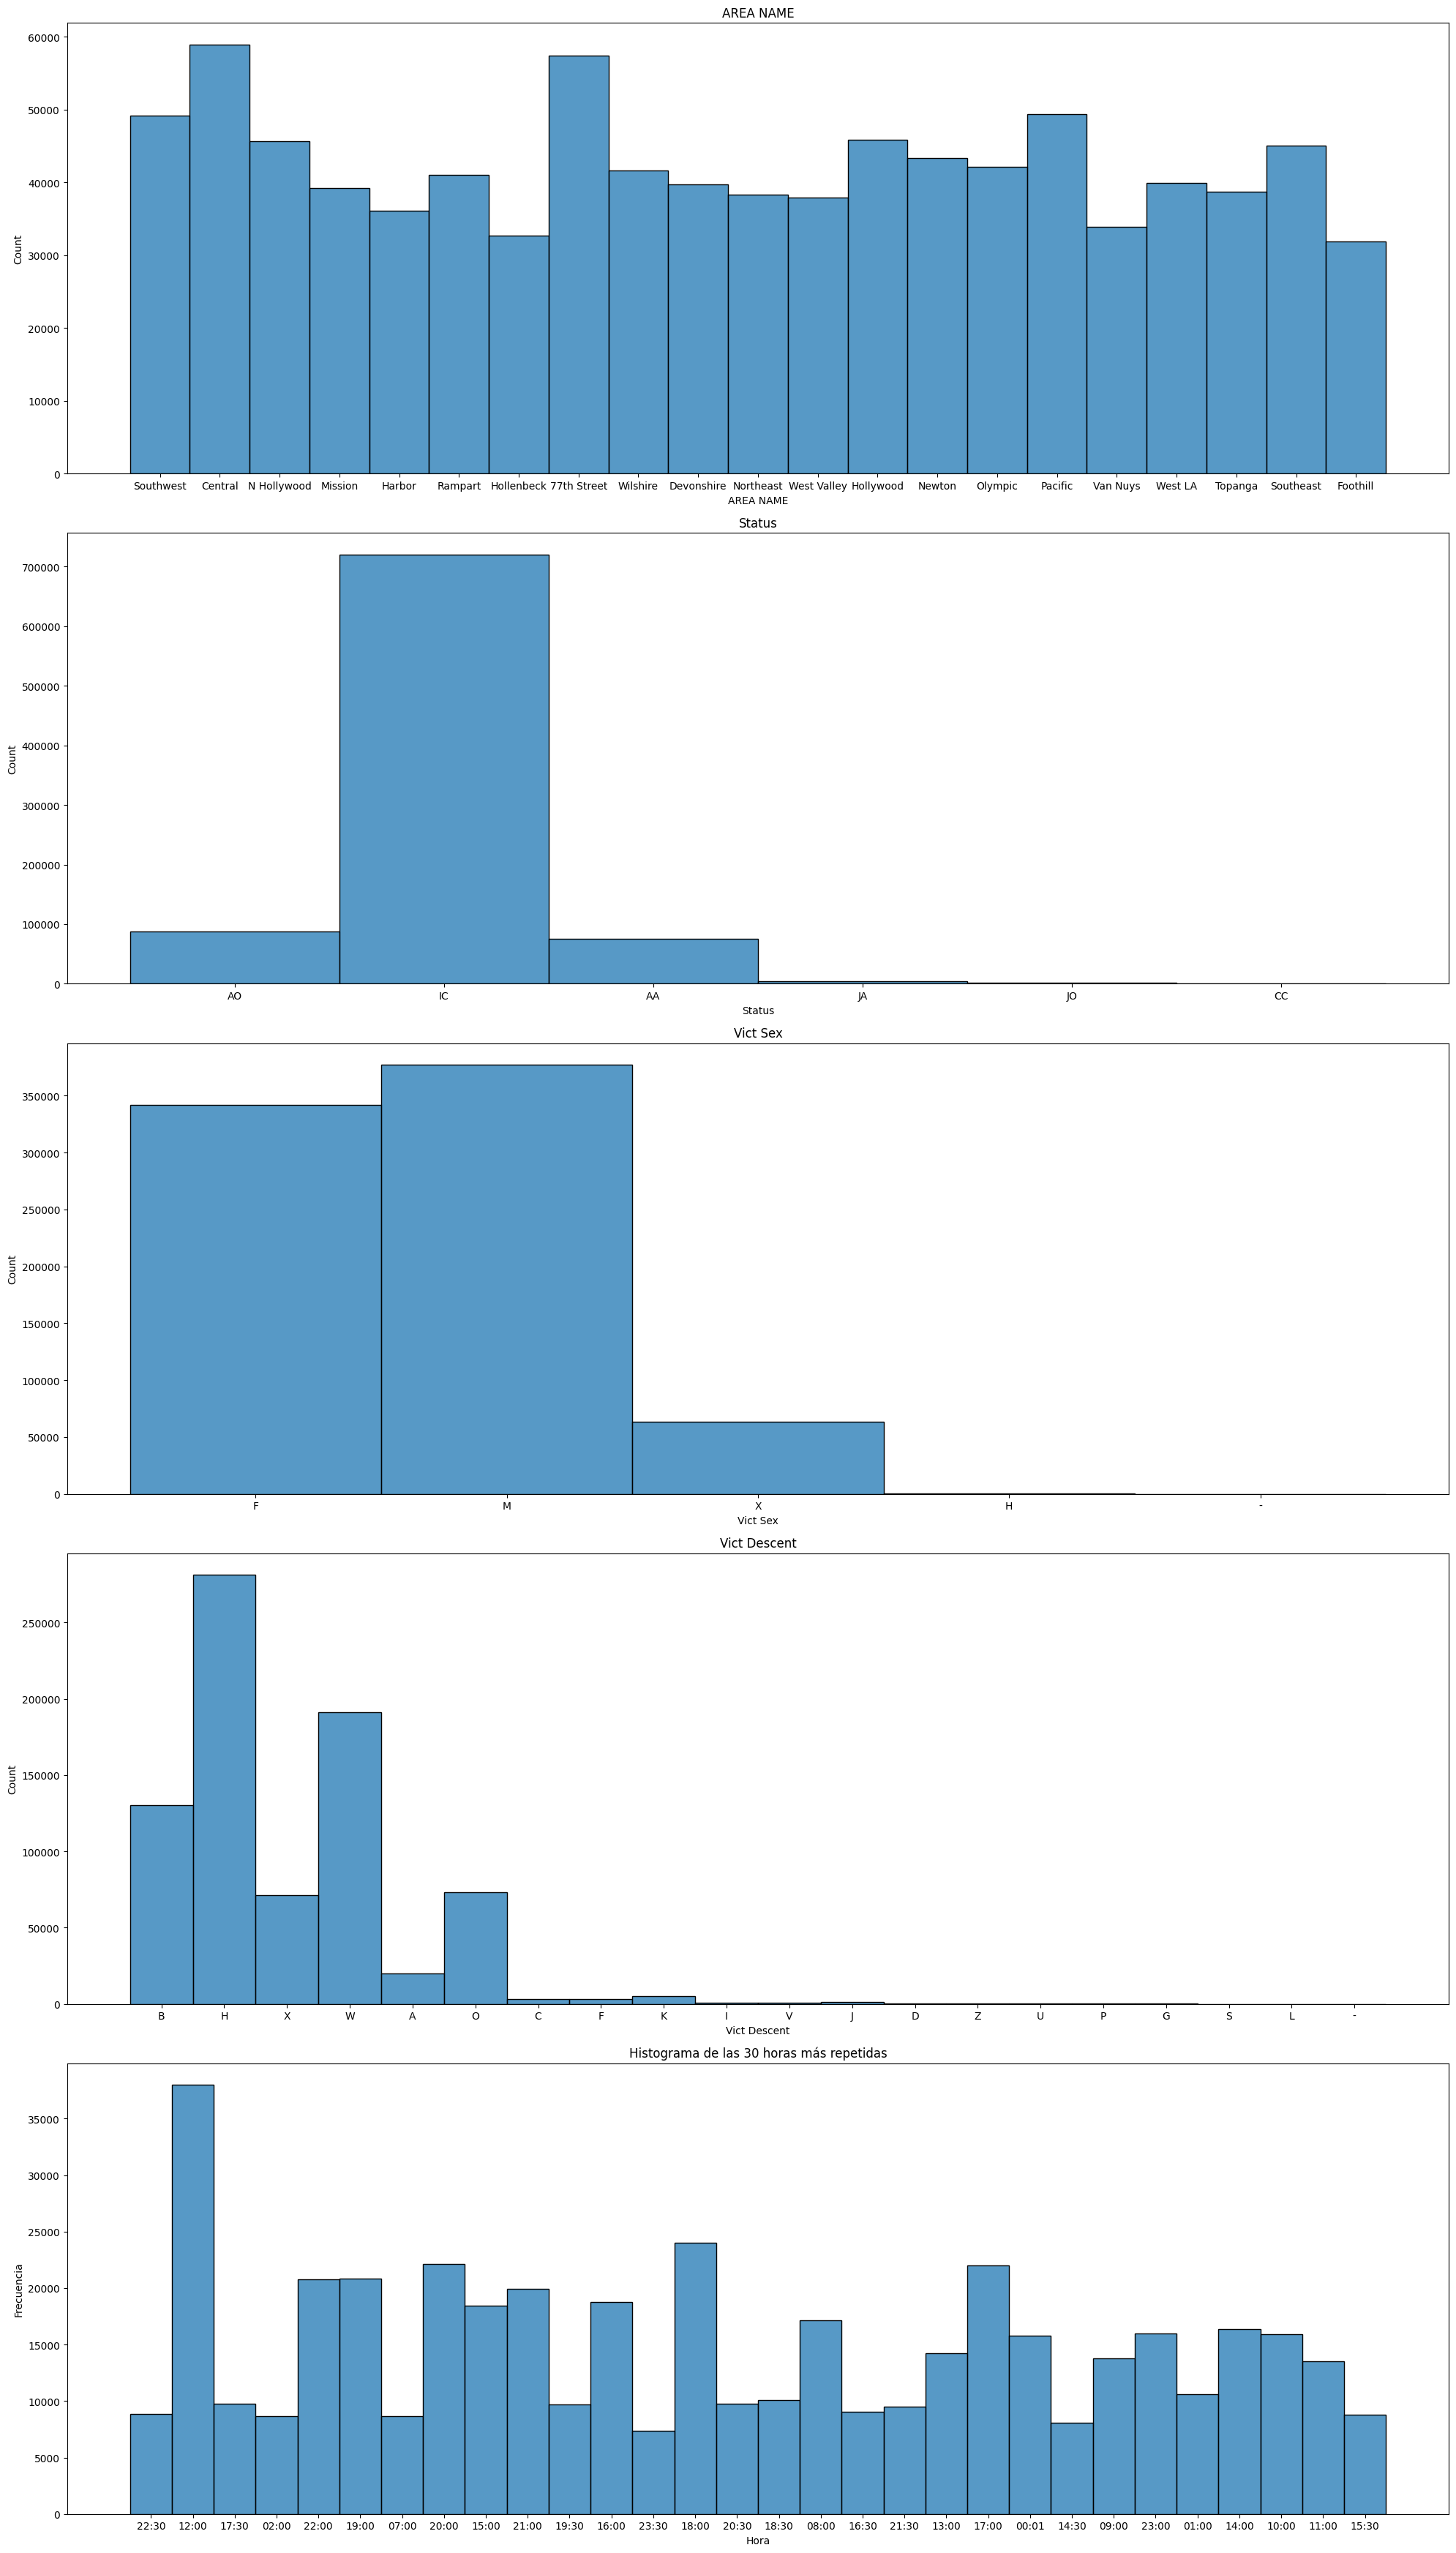 AREA NAME
60000
50000
40000
30000
20000
10000
0
Count
Southwest Central N Hollywood Mission Harbor Rampart Hollenbeck 77th Street Wilshire Devonshire Northeast West Valley Hollywood Newton Olympic Pacific Van Nuys West LA Topanga Southeast Foothill
AREA NAME
Status
700000
600000
500000
400000
300000
200000
100000
0
Count
AO IC AA JA JO CC
Status
Vict Sex
350000
300000
250000
200000
150000
100000
50000
0
Count
F M X H -
Vict Sex
Vict Descent
250000
200000
150000
100000
50000
0
Count
B H X W A O C F K I V J D Z U P G S L -
Vict Descent
Histograma de las 30 horas más repetidas
35000
30000
25000
20000
15000
10000
5000
0
Frecuencia
22:30 12:00 17:30 02:00 22:00 19:00 07:00 20:00 15:00 21:00 19:30 16:00 23:30 18:00 20:30 18:30 08:00 16:30 21:30 13:00 17:00 00:01 14:30 09:00 23:00 01:00 14:00 10:00 11:00 15:30
Hora